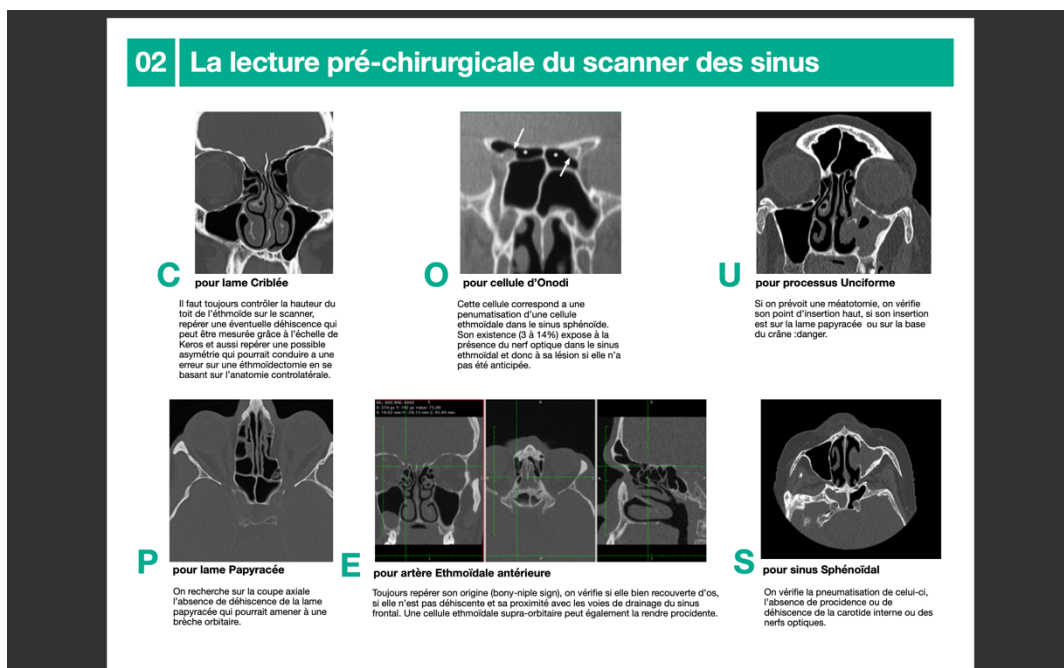 02 La lecture pré-chirurgicale du scanner des sinus
C pour lame Criblée
Il faut toujours contrôler la hauteur du
toit de l'éthmoïde sur le scanner,
repérer une éventuelle déhiscence qui
peut être mesurée grâce à l'échelle de
Keros et aussi repérer une possible
asymétrie qui pourrait conduire a une
erreur sur une éthmoïdectomie en se
basant sur l'anatomie controlatérale.
O pour cellule d'Onodi
Cette cellule correspond a une
penumatisation d'une cellule
ethmoïdale dans le sinus sphénoïde.
Son existence (3 à 14%) expose à la
présence du nerf optique dans le sinus
ethmoïdal et donc à sa lésion si elle n'a
pas été anticipée.
U pour processus Unciforme
Si on prévoit une méatotomie, on vérifie
son point d'insertion haut, si son insertion
est sur la lame papyracée ou sur la base
du crâne :danger.
P pour lame Papyracée
On recherche sur la coupe axiale
l'absence de déhiscence de la lame
papyracée qui pourrait amener à une
brèche orbitaire.
E pour artère Ethmoïdale antérieure
Toujours repérer son origine (bony-niple sign), on vérifie si elle bien recouverte d'os,
si elle n'est pas déhiscente et sa proximité avec les voies de drainage du sinus
frontal. Une cellule ethmoïdale supra-orbitaire peut également la rendre procidente.
S pour sinus Sphénoïdal
On vérifie la pneumatisation de celui-ci,
l'absence de procidence ou de
déhiscence de la carotide interne ou des
nerfs optiques.